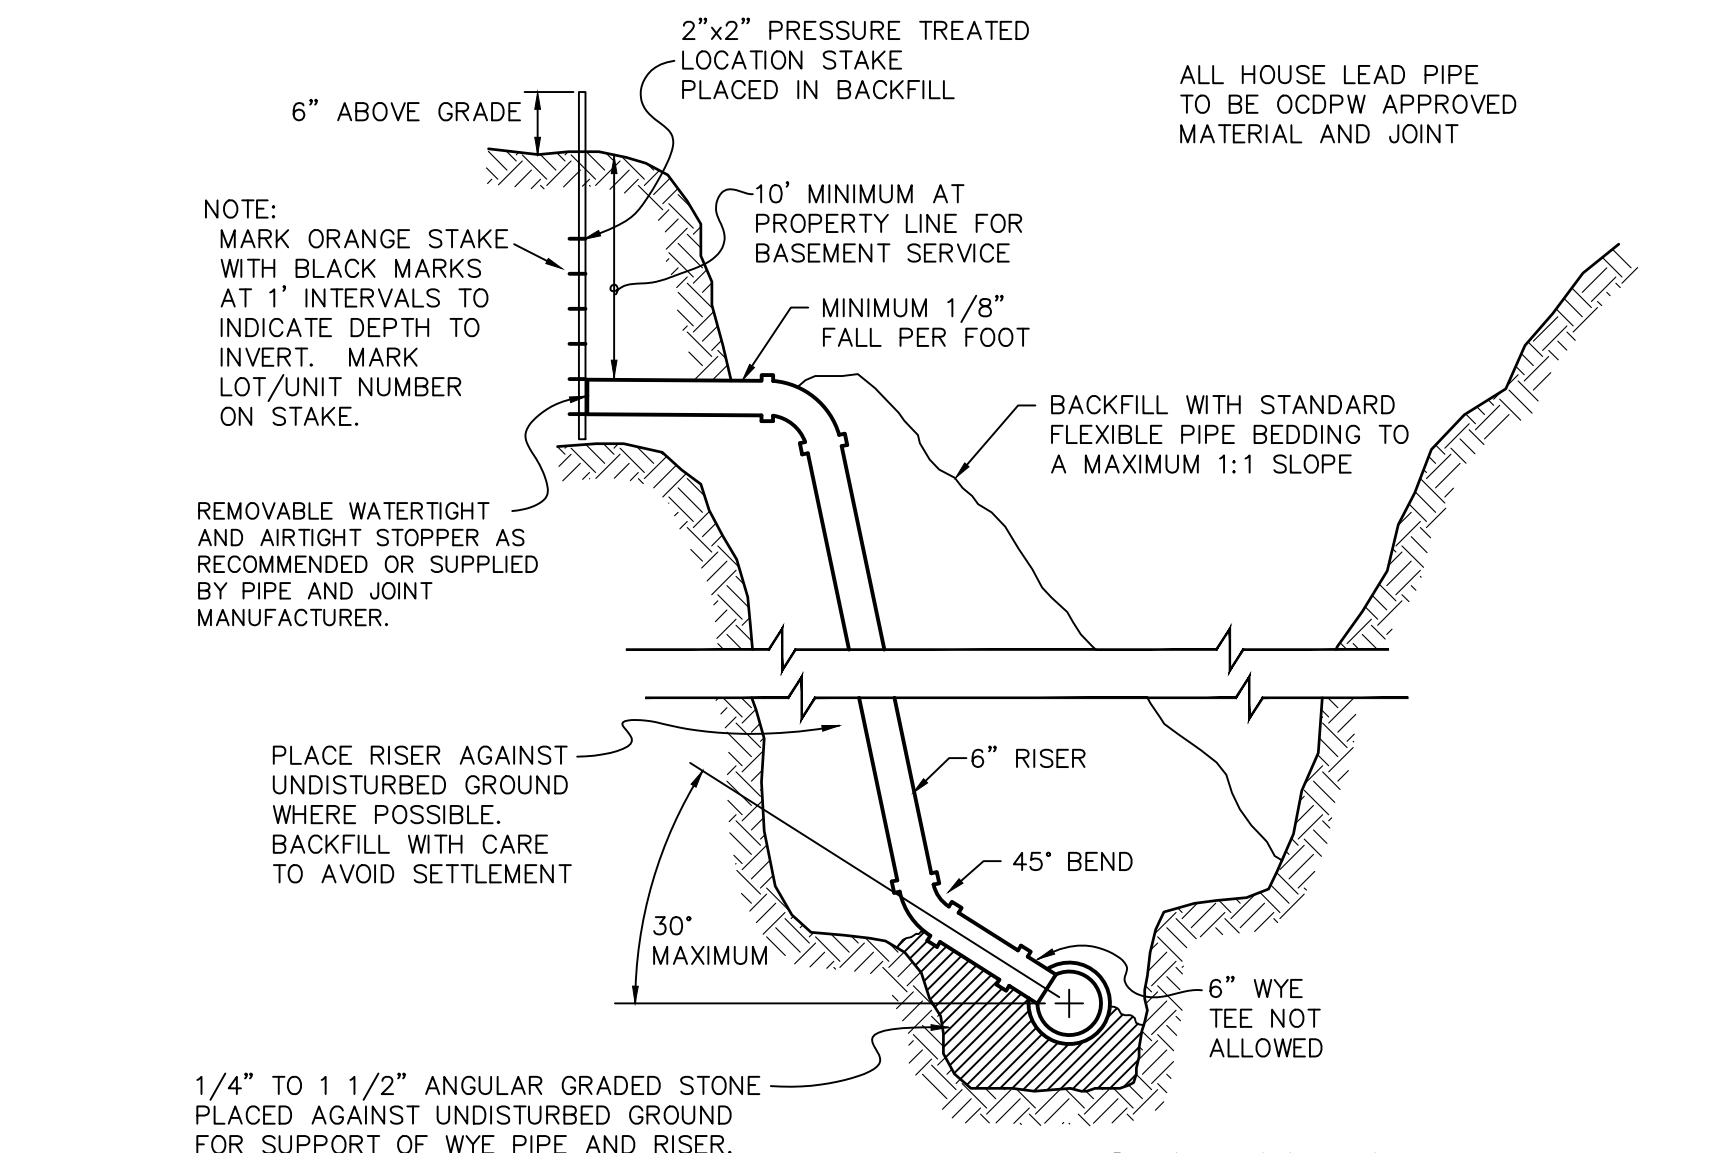 2”x2” PRESSURE TREATED
LOCATION STAKE
PLACED IN BACKFILL
ALL HOUSE LEAD PIPE
TO BE OCDPW APPROVED
MATERIAL AND JOINT
6” ABOVE GRADE
10’ MINIMUM AT
PROPERTY LINE FOR
BASEMENT SERVICE
NOTE:
MARK ORANGE STAKE
WITH BLACK MARKS
AT 1’ INTERVALS TO
INDICATE DEPTH TO
INVERT. MARK
LOT/UNIT NUMBER
ON STAKE.
MINIMUM 1/8”
FALL PER FOOT
BACKFILL WITH STANDARD
FLEXIBLE PIPE BEDDING TO
A MAXIMUM 1:1 SLOPE
REMOVABLE WATERTIGHT
AND AIRTIGHT STOPPER AS
RECOMMENDED OR SUPPLIED
BY PIPE AND JOINT
MANUFACTURER.
PLACE RISER AGAINST
UNDISTURBED GROUND
WHERE POSSIBLE.
BACKFILL WITH CARE
TO AVOID SETTLEMENT
6” RISER
45° BEND
30°
MAXIMUM
6” WYE
TEE NOT
ALLOWED
1/4” TO 1 1/2” ANGULAR GRADED STONE
PLACED AGAINST UNDISTURBED GROUND
FOR SUPPORT OF WYE PIPE AND RISER.